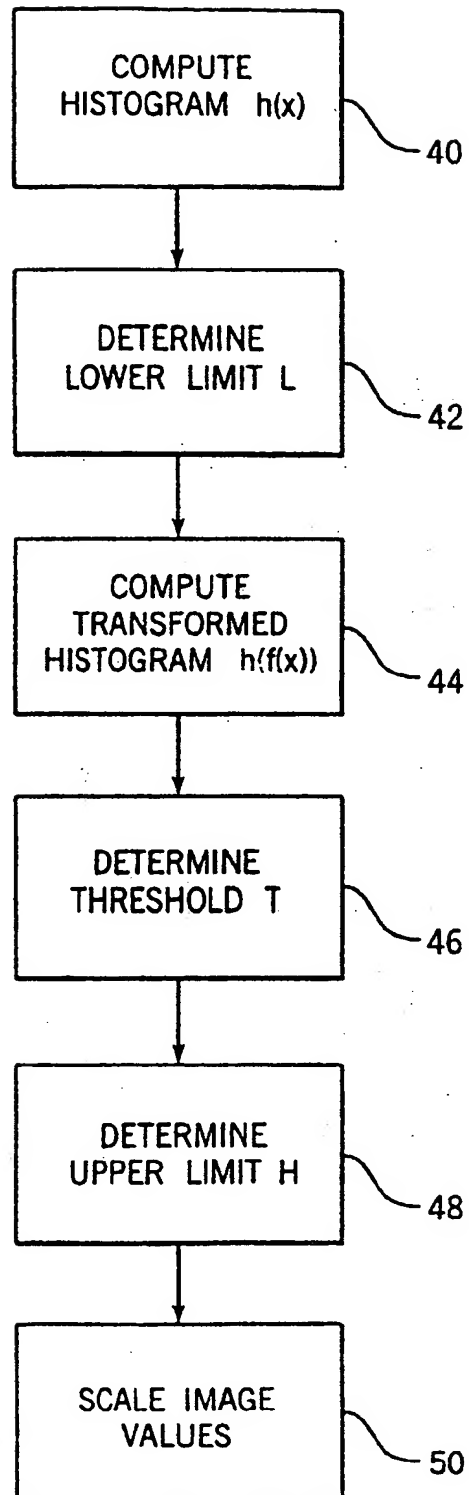 COMPUTE
HISTOGRAM h(x)
40
DETERMINE
LOWER LIMIT L
42
COMPUTE
TRANSFORMED
HISTOGRAM h(f(x))
44
DETERMINE
THRESHOLD T
46
DETERMINE
UPPER LIMIT H
48
SCALE IMAGE
VALUES
50